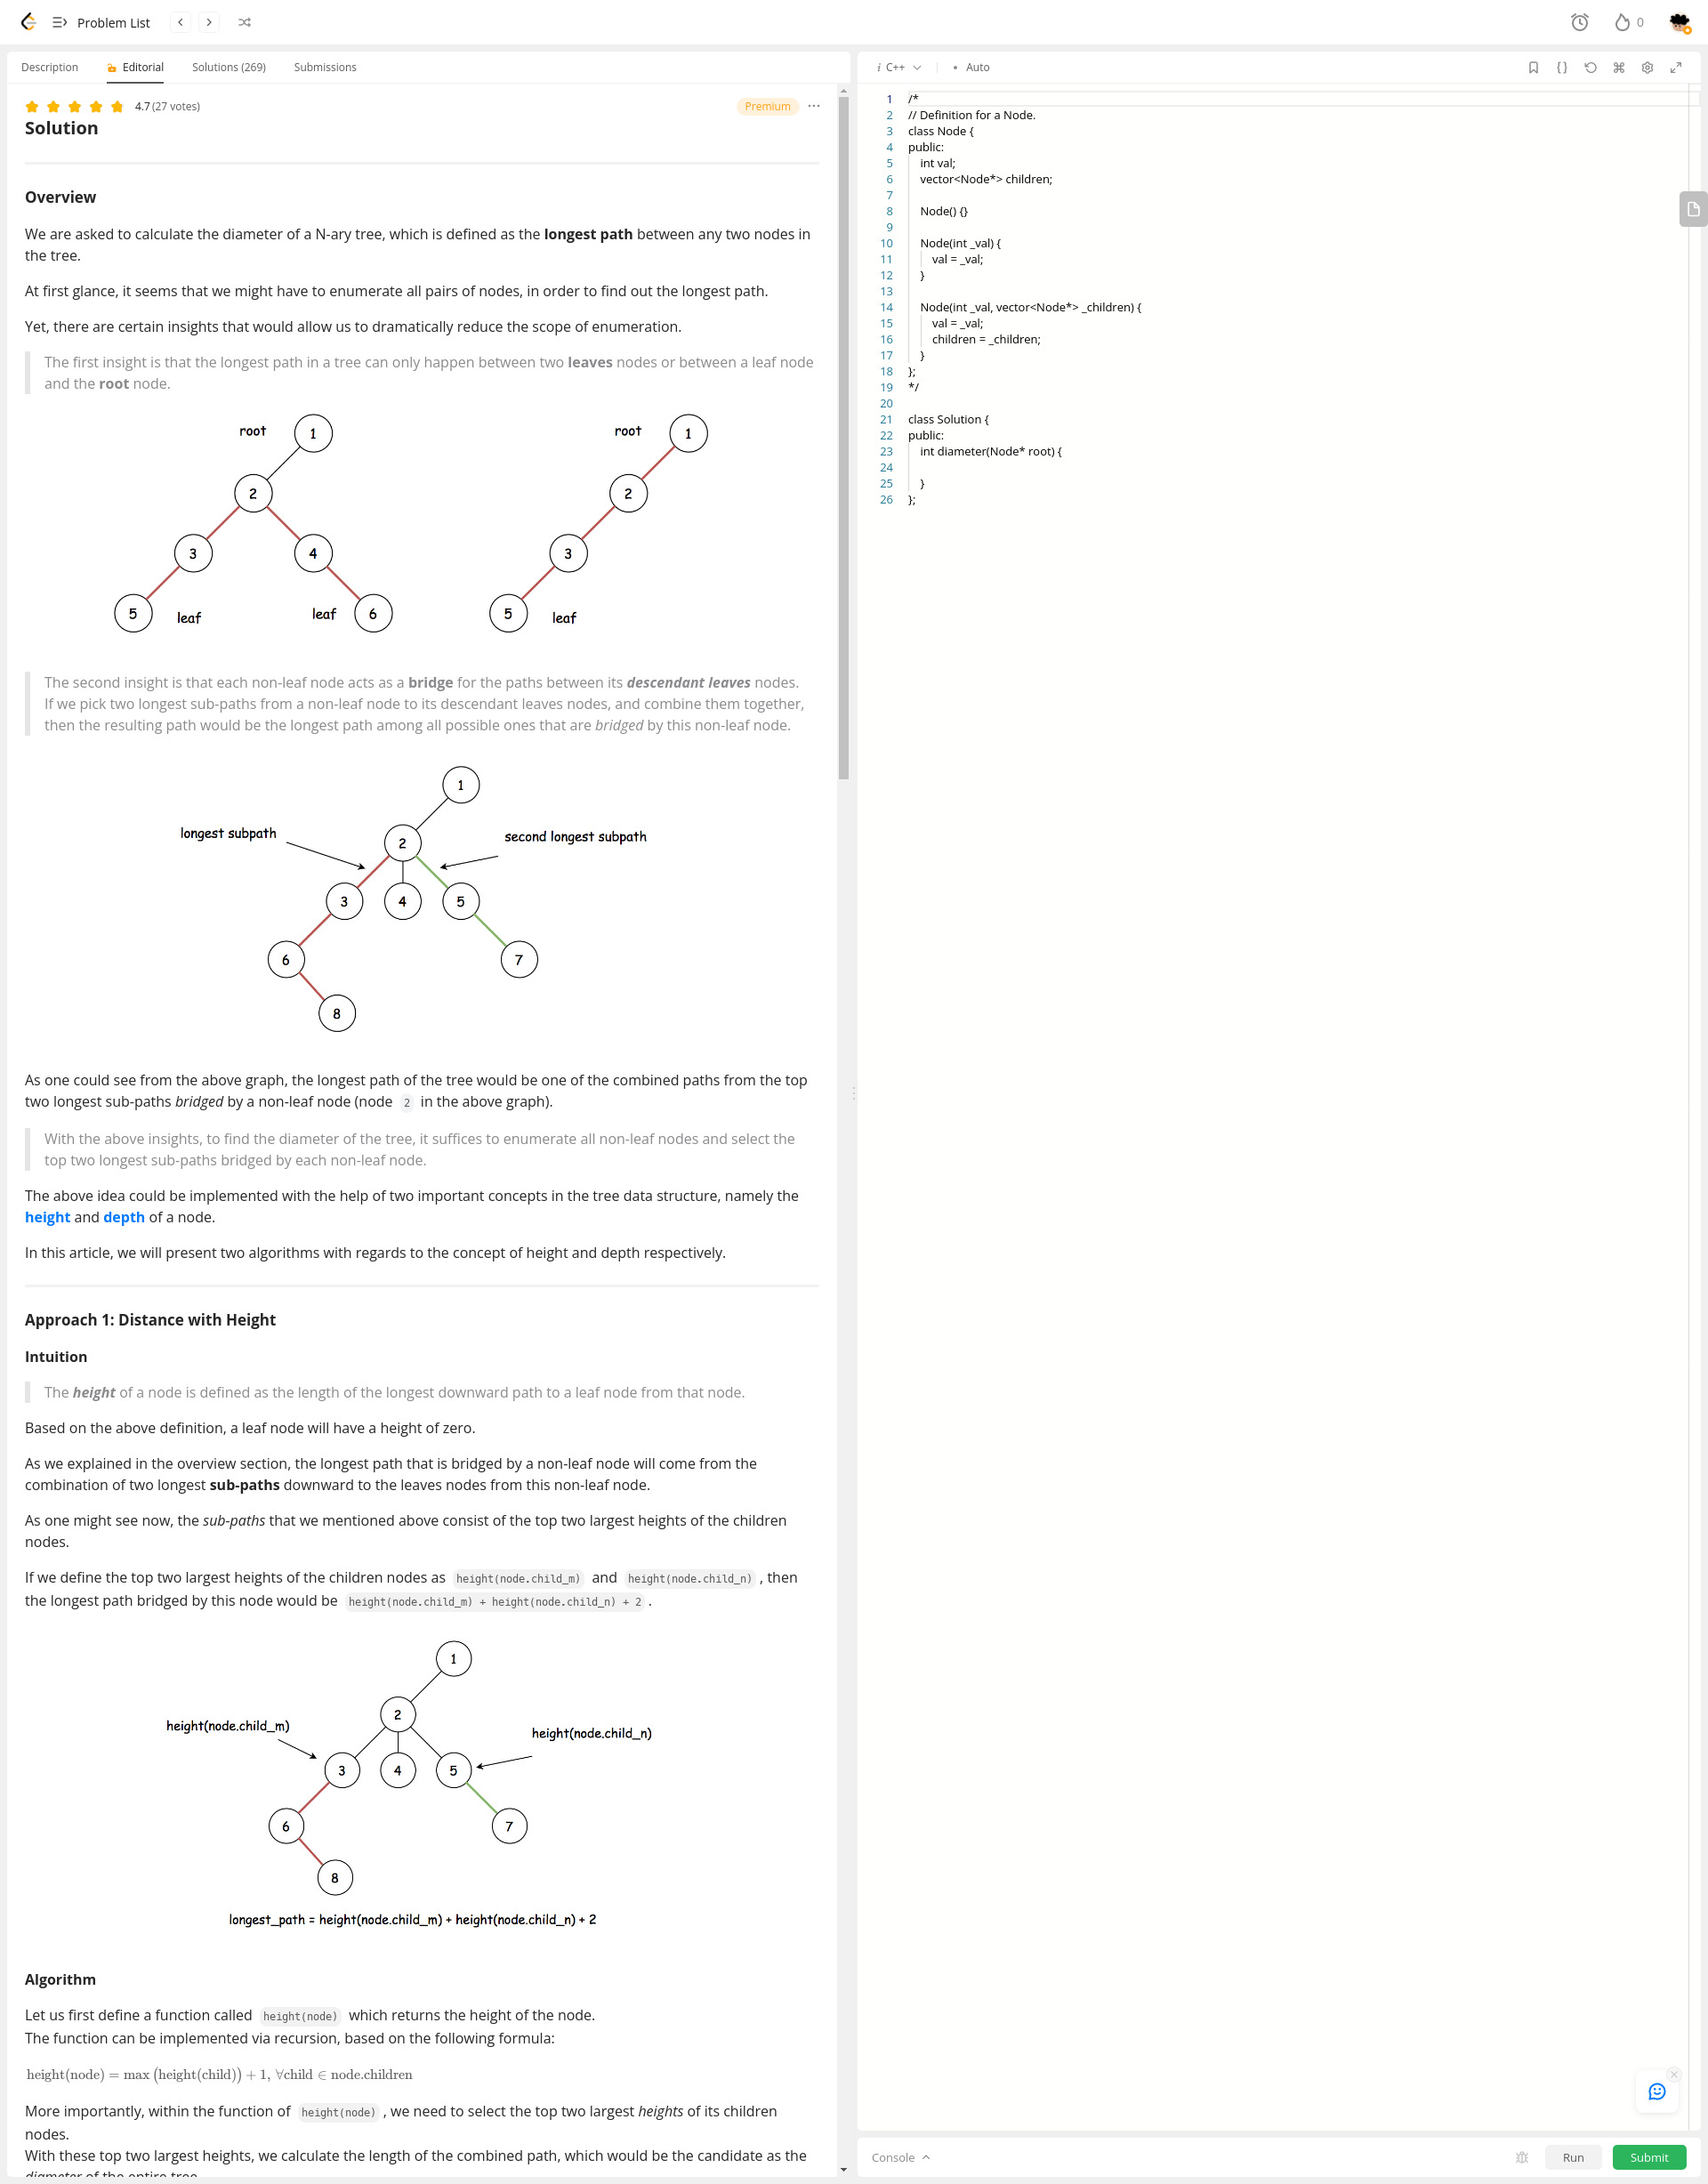 Problem List
0
Description Editorial Solutions (269) Submissions
4.7 (27 votes) Premium
Solution
Overview
We are asked to calculate the diameter of a N-ary tree, which is defined as the longest path between any two nodes in
the tree.
At first glance, it seems that we might have to enumerate all pairs of nodes, in order to find out the longest path.
Yet, there are certain insights that would allow us to dramatically reduce the scope of enumeration.
The first insight is that the longest path in a tree can only happen between two leaves nodes or between a leaf node
and the root node.
root 1 root 1
2 2
3 4 3
5 leaf leaf 6 5 leaf
The second insight is that each non-leaf node acts as a bridge for the paths between its descendant leaves nodes.
If we pick two longest sub-paths from a non-leaf node to its descendant leaves nodes, and combine them together,
then the resulting path would be the longest path among all possible ones that are bridged by this non-leaf node.
1
longest subpath 2 second longest subpath
3 4 5
6 7
8
As one could see from the above graph, the longest path of the tree would be one of the combined paths from the top
two longest sub-paths bridged by a non-leaf node (node 2 in the above graph).
With the above insights, to find the diameter of the tree, it suffices to enumerate all non-leaf nodes and select the
top two longest sub-paths bridged by each non-leaf node.
The above idea could be implemented with the help of two important concepts in the tree data structure, namely the
height and depth of a node.
In this article, we will present two algorithms with regards to the concept of height and depth respectively.
Approach 1: Distance with Height
Intuition
The height of a node is defined as the length of the longest downward path to a leaf node from that node.
Based on the above definition, a leaf node will have a height of zero.
As we explained in the overview section, the longest path that is bridged by a non-leaf node will come from the
combination of two longest sub-paths downward to the leaves nodes from this non-leaf node.
As one might see now, the sub-paths that we mentioned above consist of the top two largest heights of the children
nodes.
If we define the top two largest heights of the children nodes as height(node.child_m) and height(node.child_n) , then
the longest path bridged by this node would be height(node.child_m) + height(node.child_n) + 2 .
1
2
height(node.child_m) height(node.child_n)
3 4 5
6 7
8
longest_path = height(node.child_m) + height(node.child_n) + 2
Algorithm
Let us first define a function called height(node) which returns the height of the node.
The function can be implemented via recursion, based on the following formula:
height(node) = max (height(child)) + 1, ∀child ∈ node.children
More importantly, within the function of height(node) , we need to select the top two largest heights of its children
nodes.
With these top two largest heights, we calculate the length of the combined path, which would be the candidate as the
diameter of the entire tree.
i C++ • Auto
1 /*
2 // Definition for a Node.
3 class Node {
4 public:
5 int val;
6 vector<Node*> children;
7
8 Node() {}
9
10 Node(int _val) {
11 val = _val;
12 }
13
14 Node(int _val, vector<Node*> _children) {
15 val = _val;
16 children = _children;
17 }
18 };
19 */
20
21 class Solution {
22 public:
23 int diameter(Node* root) {
24
25 }
26 };
Console Run Submit